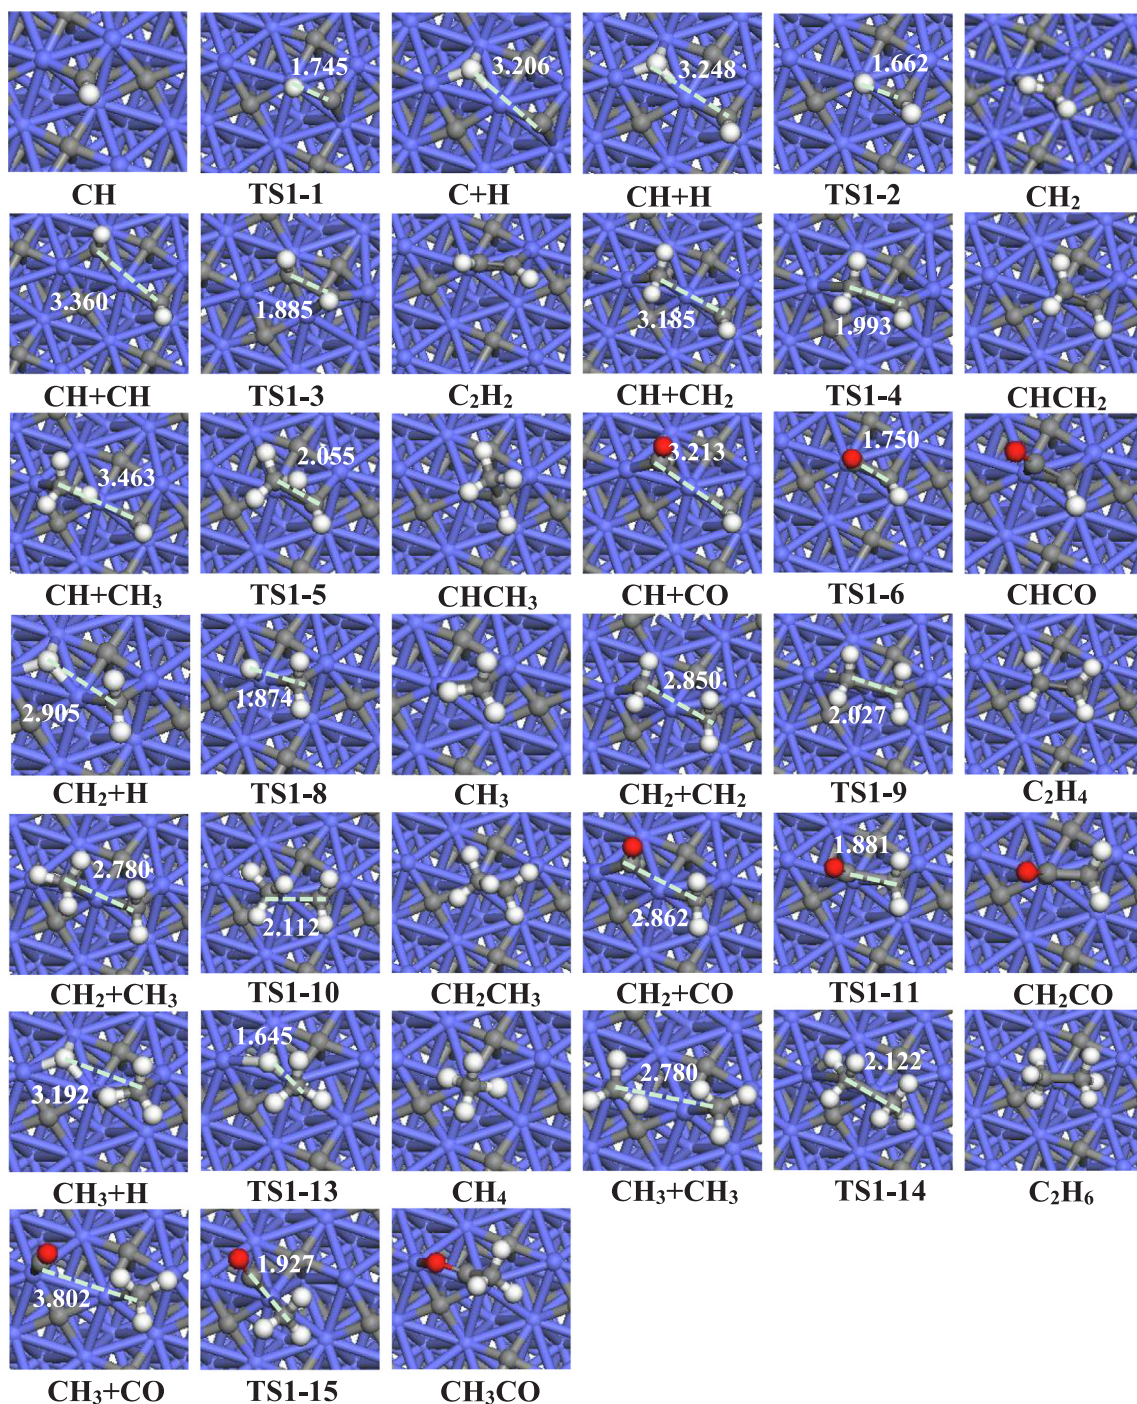 1.745 3.206 3.248 1.662
CH TS1-1 C+H CH+H TS1-2 CH₂
3.360 1.885 3.185 1.993
CH+CH TS1-3 C₂H₂ CH+CH₂ TS1-4 CHCH₂
3.463 2.055 3.213 1.750
CH+CH₃ TS1-5 CHCH₃ CH+CO TS1-6 CHCO
2.905 1.874 2.850 2.027
CH₂+H TS1-8 CH₃ CH₂+CH₂ TS1-9 C₂H₄
2.780 2.112 2.862 1.881
CH₂+CH₃ TS1-10 CH₂CH₃ CH₂+CO TS1-11 CH₂CO
3.192 1.645 2.780 2.122
CH₃+H TS1-13 CH₄ CH₃+CH₃ TS1-14 C₂H₆
3.802 1.927
CH₃+CO TS1-15 CH₃CO